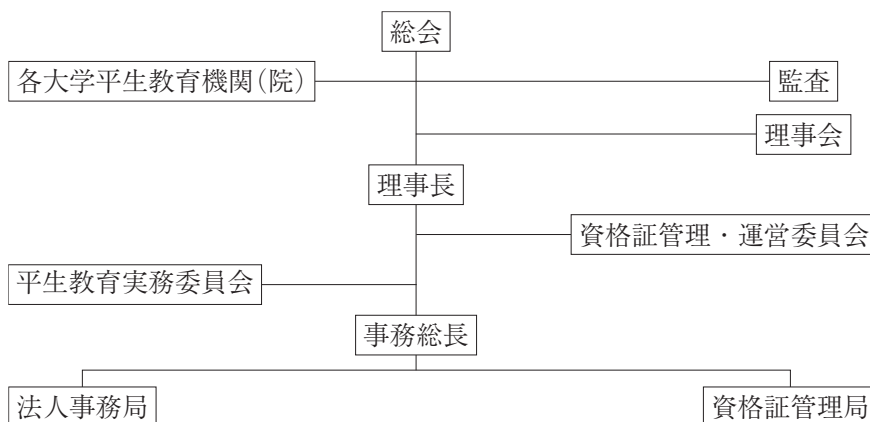 総会
各大学平生教育機関(院)
監査
理事会
理事長
資格証管理・運営委員会
平生教育実務委員会
事務総長
法人事務局
資格証管理局